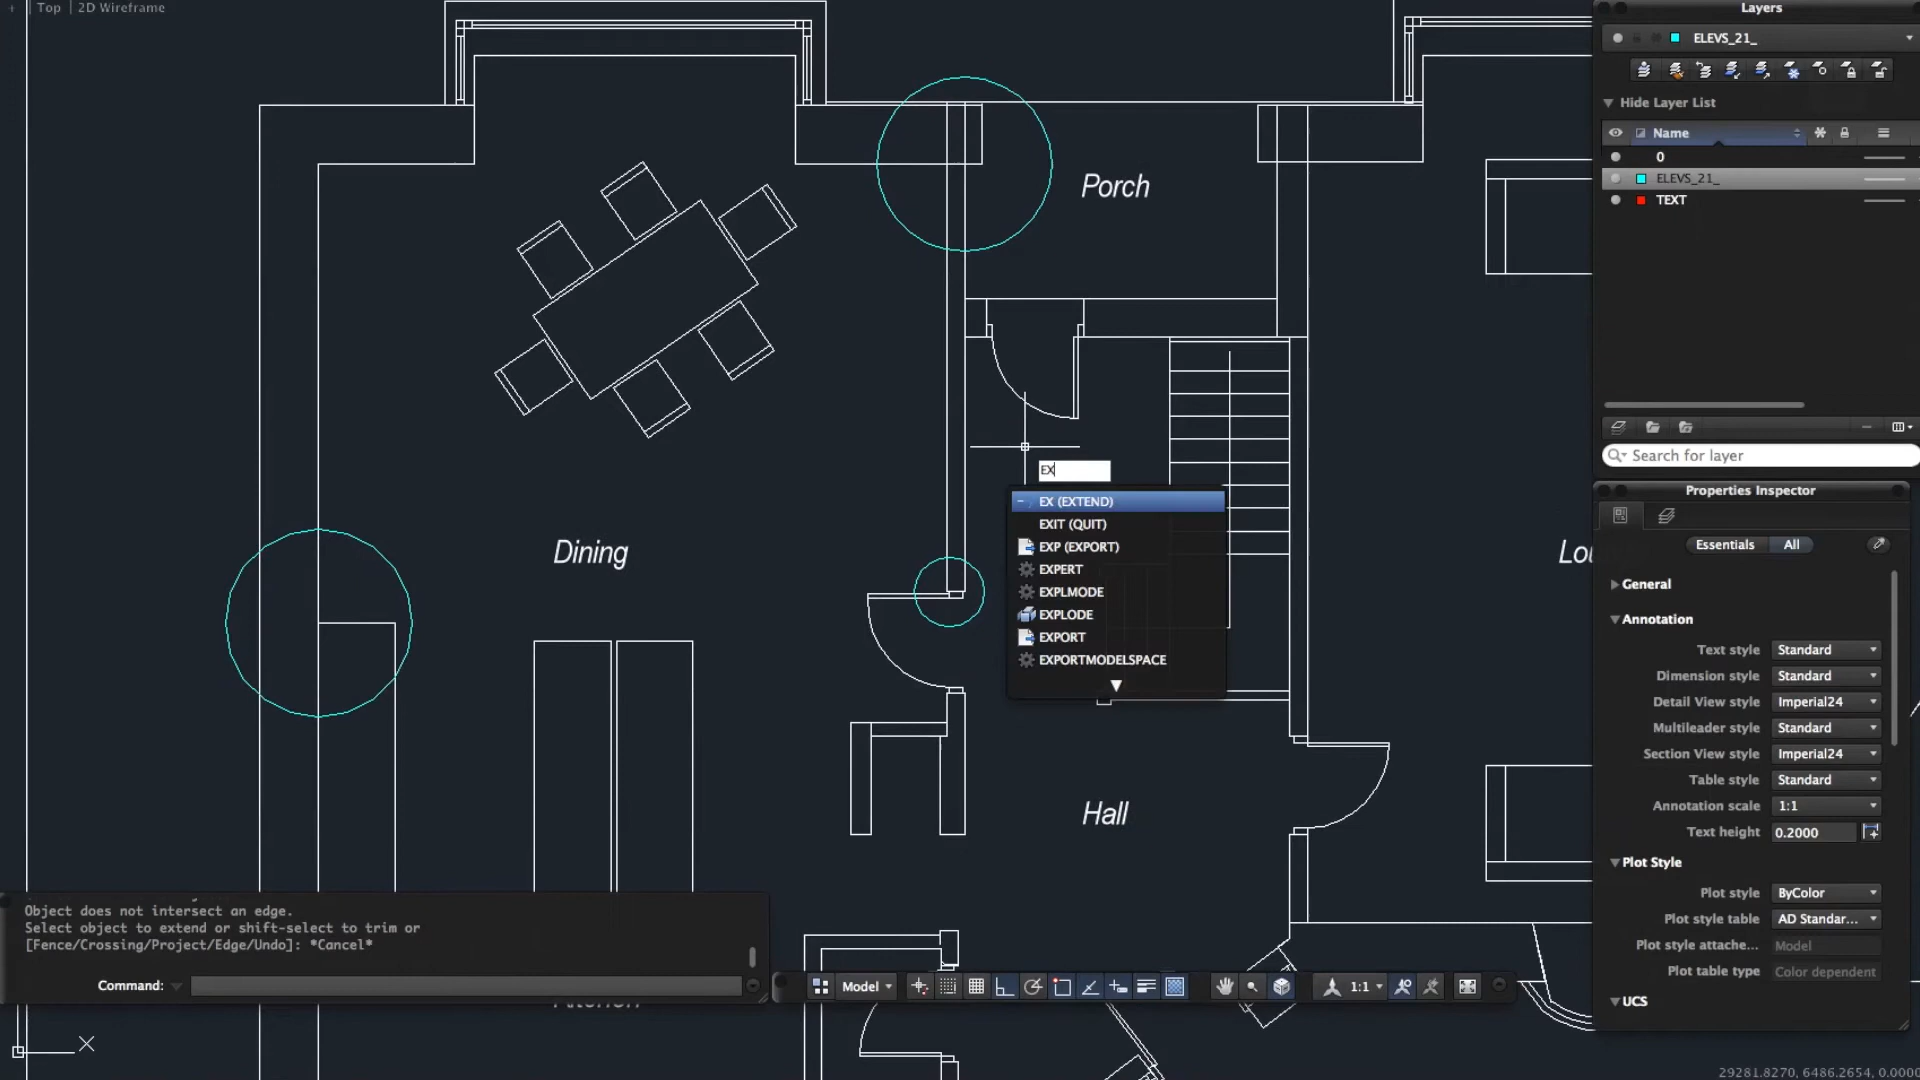 + | Top | 2D Wireframe
Porch
Dining
Hall
Lou
EX
EX (EXTEND)
EXIT (QUIT)
EXP (EXPORT)
EXPERT
EXPLMODE
EXPLODE
EXPORT
EXPORTMODELSPACE
Object does not intersect an edge.
Select object to extend or shift-select to trim or
[Fence/Crossing/Project/Edge/Undo]: *Cancel*
Command:
Model
1:1
X
Layers
ELEVS_21_
Hide Layer List
Name
0
ELEVS_21_
TEXT
Search for layer
Properties Inspector
Essentials All
General
Annotation
Text style Standard
Dimension style Standard
Detail View style Imperial24
Multileader style Standard
Section View style Imperial24
Table style Standard
Annotation scale 1:1
Text height 0.2000
Plot Style
Plot style ByColor
Plot style table AD Standar...
Plot style attache... Model
Plot table type Color dependent
UCS
29281.8270, 6486.2654, 0.0000